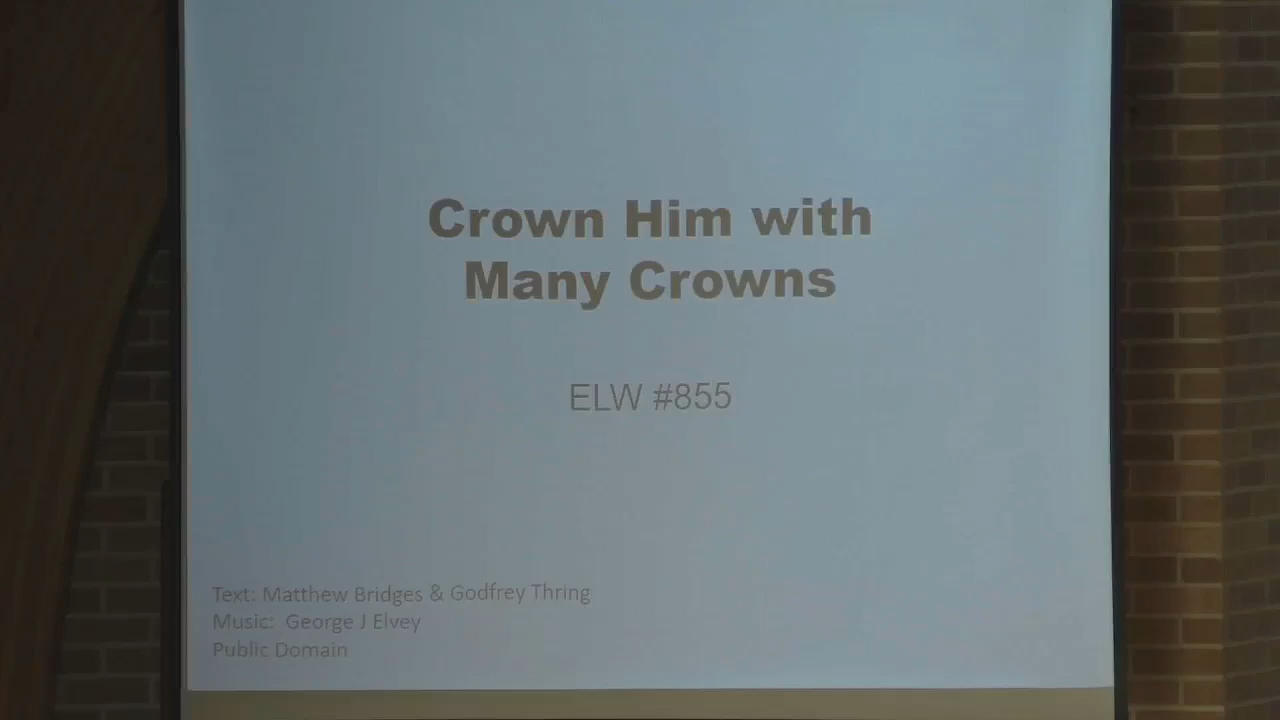 Crown Him with
Many Crowns
ELW #855
Text: Matthew Bridges & Godfrey Thring
Music: George J Elvey
Public Domain